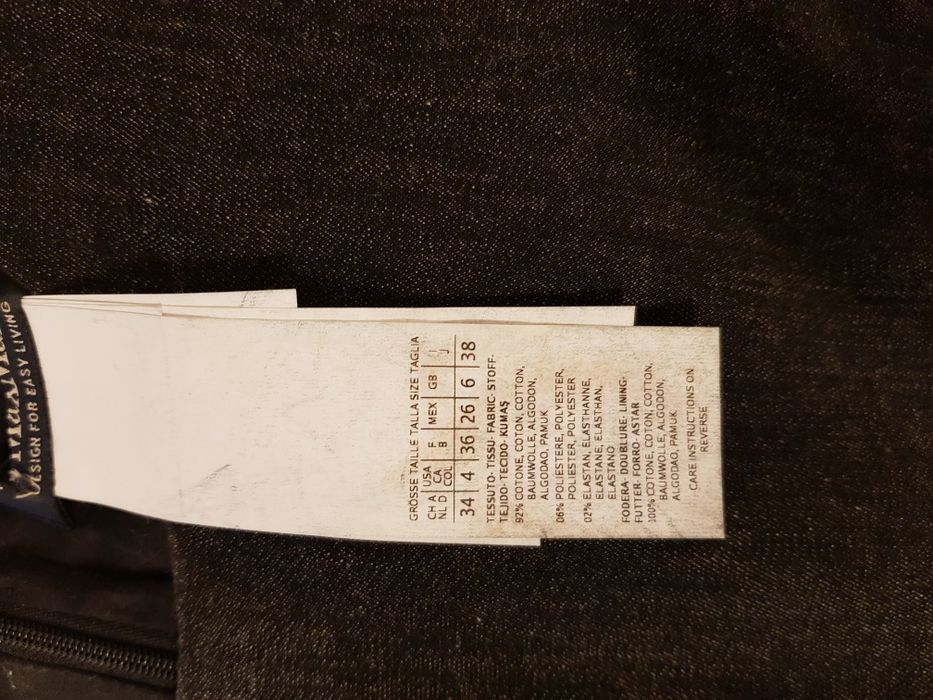 DESIGN FOR EASY LIVING
GRÖSSE TAILLE TALLA SIZE TAGLIA
CH A USA F MEX GB I
NL D CA B J
COL
34 4 36 26 6 38
TESSUTO- TISSU- FABRIC- STOFF-
TEJIDO- TECIDO- KUMAŞ
92% COTONE, COTON, COTTON,
BAUMWOLLE, ALGODON,
ALGODAO, PAMUK
06% POLIESTERE, POLYESTER,
POLIESTER, POLYESTER
02% ELASTAN, ELASTHANNE,
ELASTANE, ELASTHAN,
ELASTANO
FODERA- DOUBLURE- LINING-
FUTTER- FORRO- ASTAR
100% COTONE, COTON, COTTON,
BAUMWOLLE, ALGODON,
ALGODAO, PAMUK
CARE INSTRUCTIONS ON
REVERSE